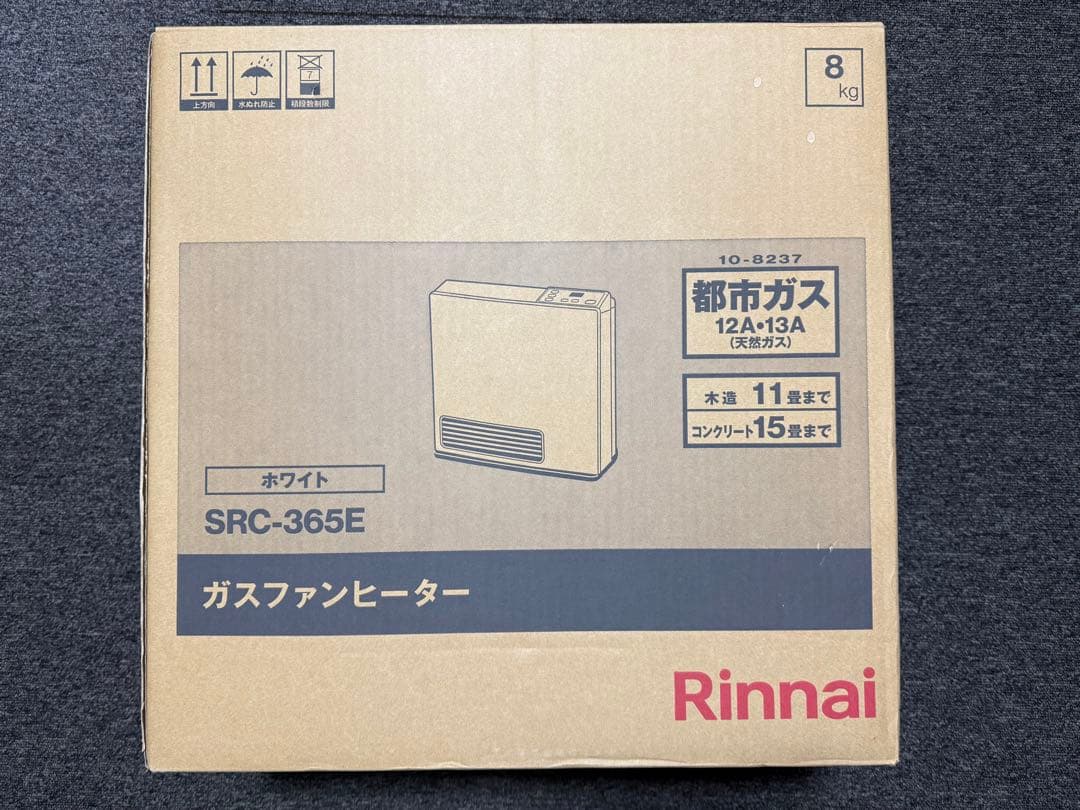 上方向
水ぬれ防止
7
積段数制限
8
kg
10-8237
都市ガス
12A・13A
(天然ガス)
木造 11畳まで
コンクリート15畳まで
ホワイト
SRC-365E
ガスファンヒーター
Rinnai